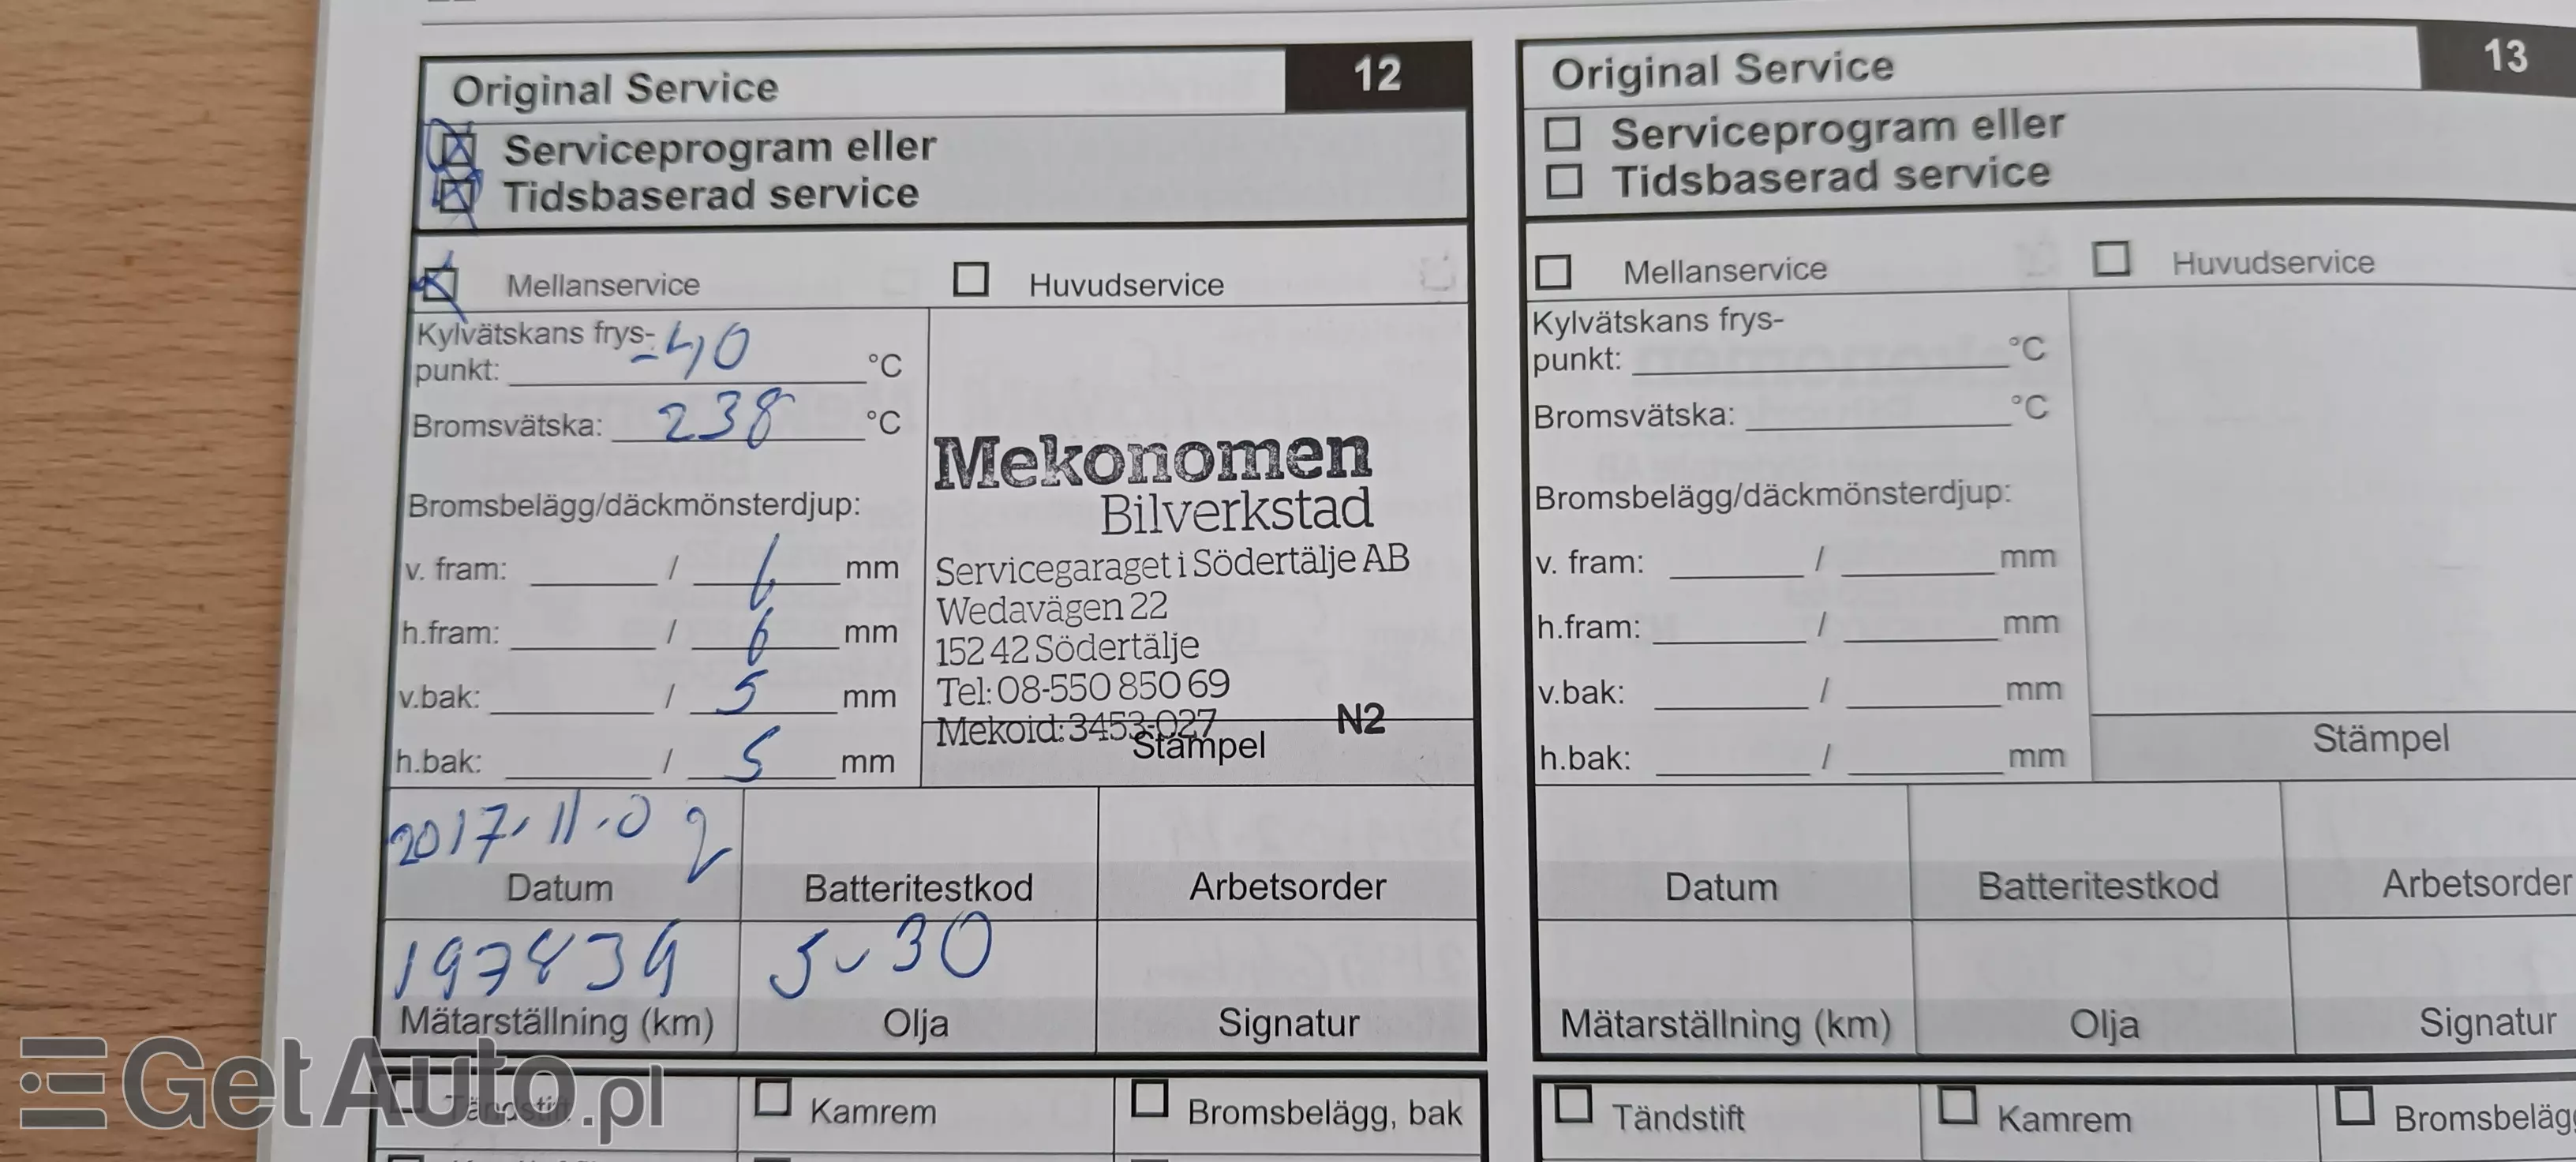 Original Service 12
Serviceprogram eller
Tidsbaserad service
Mellanservice Huvudservice
Kylvätskans frys-
punkt: -40 °C
Bromsvätska: 238 °C
Bromsbelägg/däckmönsterdjup:
v. fram: / 6 mm
h.fram: / 6 mm
v.bak: / 5 mm
h.bak: / 5 mm
Mekonomen
Bilverkstad
Servicegaraget i Södertälje AB
Wedavägen 22
152 42 Södertälje
Tel: 08-550 850 69
Mekoid: 3453-027 N2
Stämpel
2017-11-02
Datum Batteritestkod Arbetsorder
5w30
Mätarställning (km) Olja Signatur
Tändstift Kamrem Bromsbelägg, bak
Original Service 13
Serviceprogram eller
Tidsbaserad service
Mellanservice Huvudservice
Kylvätskans frys-
punkt: °C
Bromsvätska: °C
Bromsbelägg/däckmönsterdjup:
v. fram: / mm
h.fram: / mm
v.bak: / mm
h.bak: / mm
Stämpel
Datum Batteritestkod Arbetsorder
Mätarställning (km) Olja Signatur
Tändstift Kamrem Bromsbeläg
GetAuto.pl